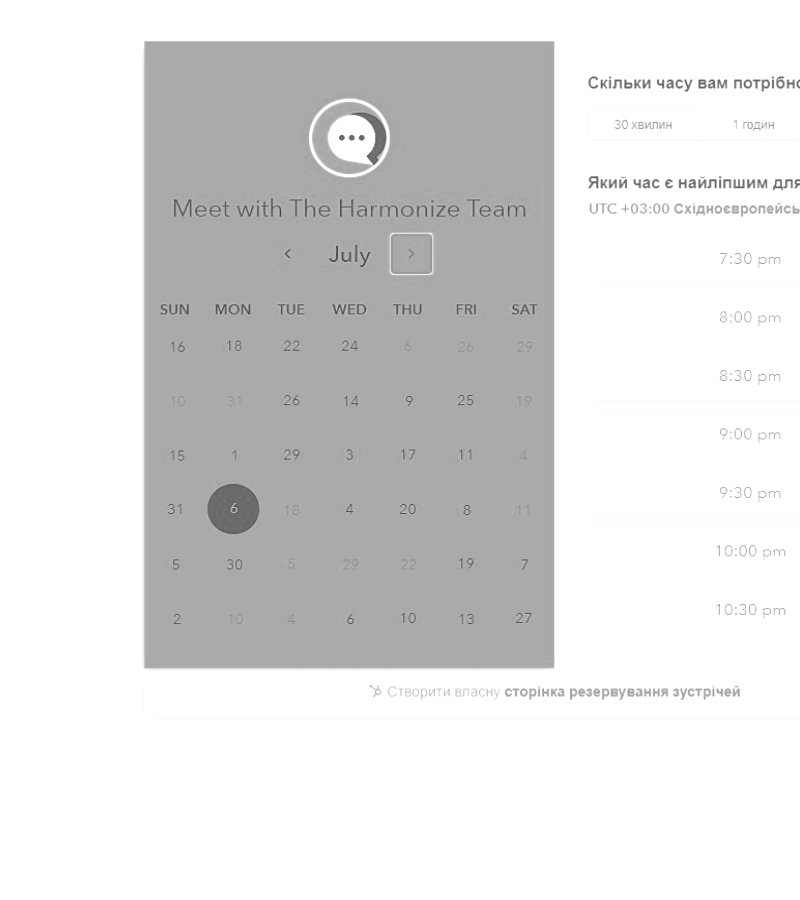 Meet with The Harmonize Team
July
SUN MON TUE WED THU FRI SAT
16 18 22 24 6 26 29
10 31 26 14 9 25 19
15 1 29 3 17 11 4
31 6 18 4 20 8 11
5 30 5 29 22 19 7
2 10 4 6 10 13 27
Скільки часу вам потрібно
30 хвилин 1 годин
Який час є найліпшим для
UTC +03:00 Східноєвропейсь
7:30 pm
8:00 pm
8:30 pm
9:00 pm
9:30 pm
10:00 pm
10:30 pm
Створити власну сторінка резервування зустрічей